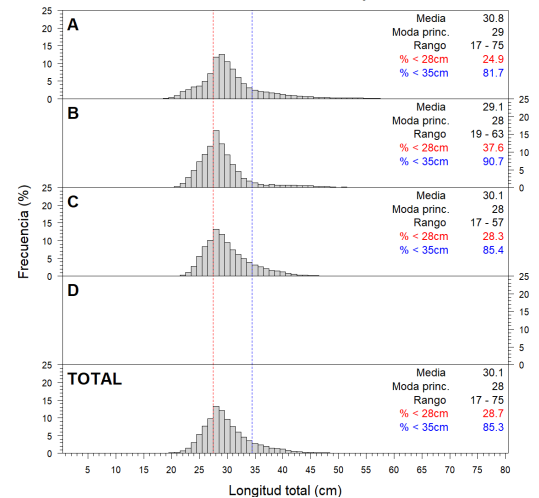 A
Media 30.8
Moda princ. 29
Rango 17 - 75
% < 28cm 24.9
% < 35cm 81.7
25
20
15
10
5
0
B
Media 29.1
Moda princ. 28
Rango 19 - 63
% < 28cm 37.6
% < 35cm 90.7
25
20
15
10
5
0
C
Media 30.1
Moda princ. 28
Rango 17 - 57
% < 28cm 28.3
% < 35cm 85.4
25
20
15
10
5
0
D
25
20
15
10
5
0
TOTAL
Media 30.1
Moda princ. 28
Rango 17 - 75
% < 28cm 28.7
% < 35cm 85.3
25
20
15
10
5
0
Frecuencia (%)
5 10 15 20 25 30 35 40 45 50 55 60 65 70 75 80
Longitud total (cm)